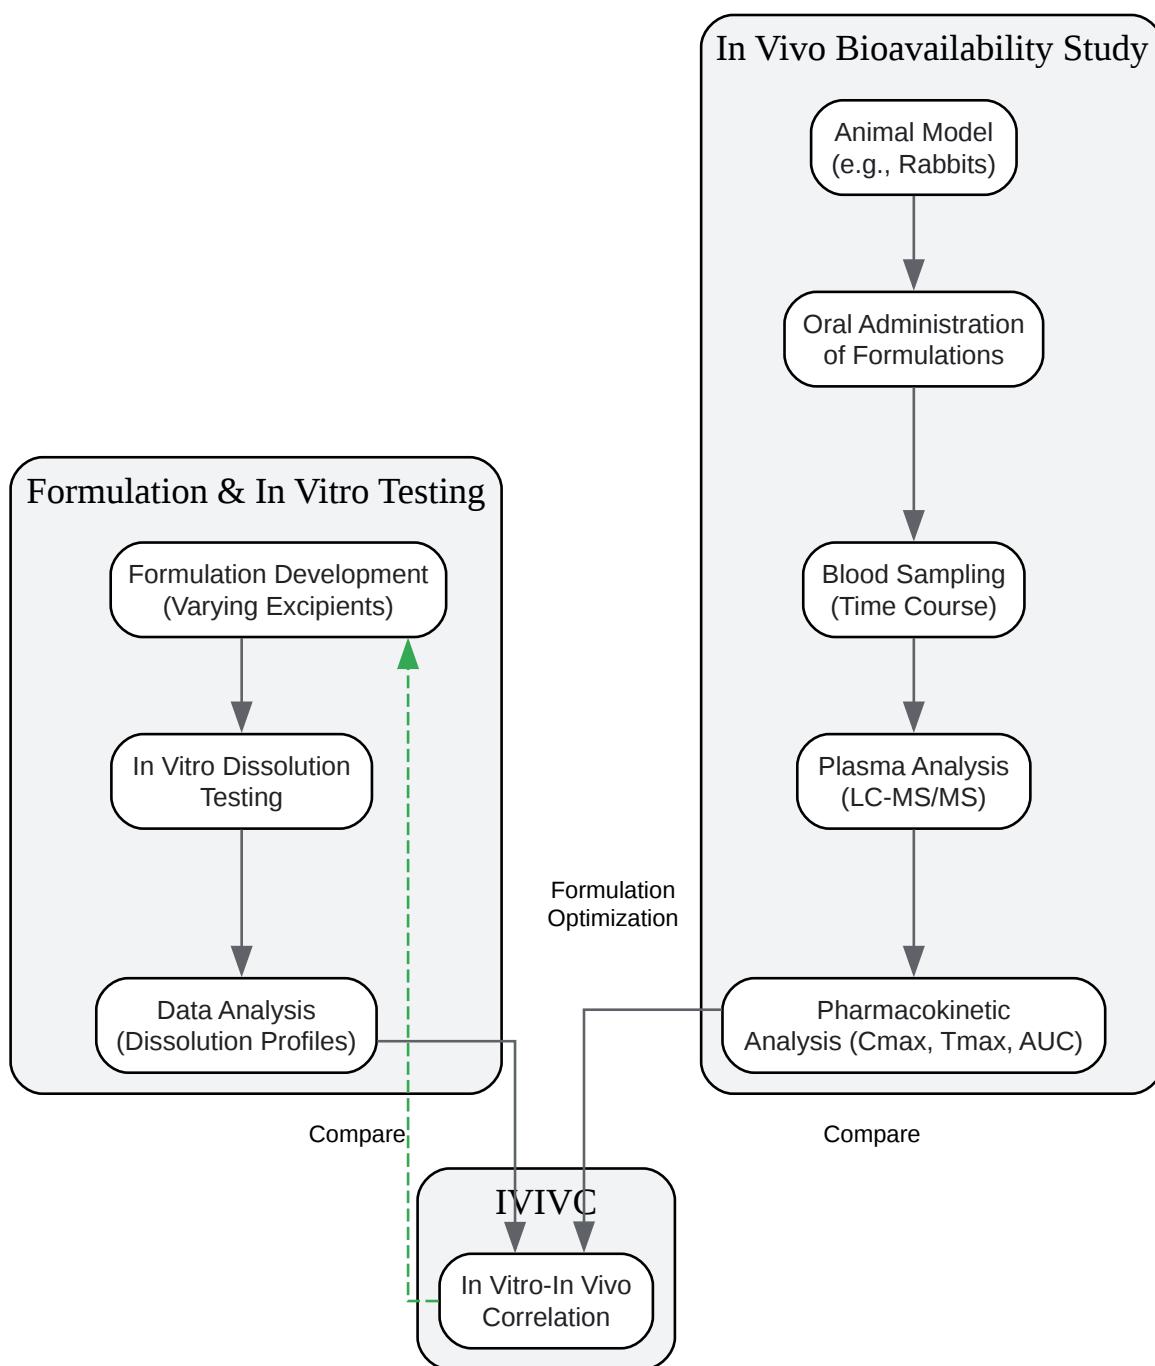 In Vivo Bioavailability Study
Animal Model
(e.g., Rabbits)
Oral Administration
of Formulations
Blood Sampling
(Time Course)
Plasma Analysis
(LC-MS/MS)
Pharmacokinetic
Analysis (Cmax, Tmax, AUC)
Formulation & In Vitro Testing
Formulation Development
(Varying Excipients)
In Vitro Dissolution
Testing
Data Analysis
(Dissolution Profiles)
Formulation
Optimization
Compare
Compare
IVIVC
In Vitro-In Vivo
Correlation